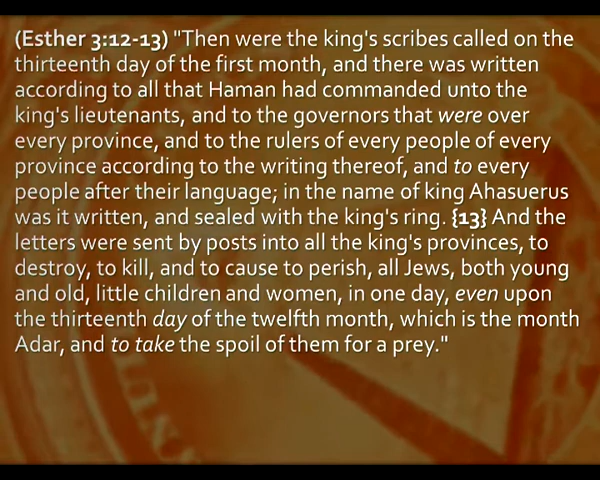 (Esther 3:12-13) "Then were the king's scribes called on the
thirteenth day of the first month, and there was written
according to all that Haman had commanded unto the
king's lieutenants, and to the governors that were over
every province, and to the rulers of every people of every
province according to the writing thereof, and to every
people after their language; in the name of king Ahasuerus
was it written, and sealed with the king's ring. {13} And the
letters were sent by posts into all the king's provinces, to
destroy, to kill, and to cause to perish, all Jews, both young
and old, little children and women, in one day, even upon
the thirteenth day of the twelfth month, which is the month
Adar, and to take the spoil of them for a prey."